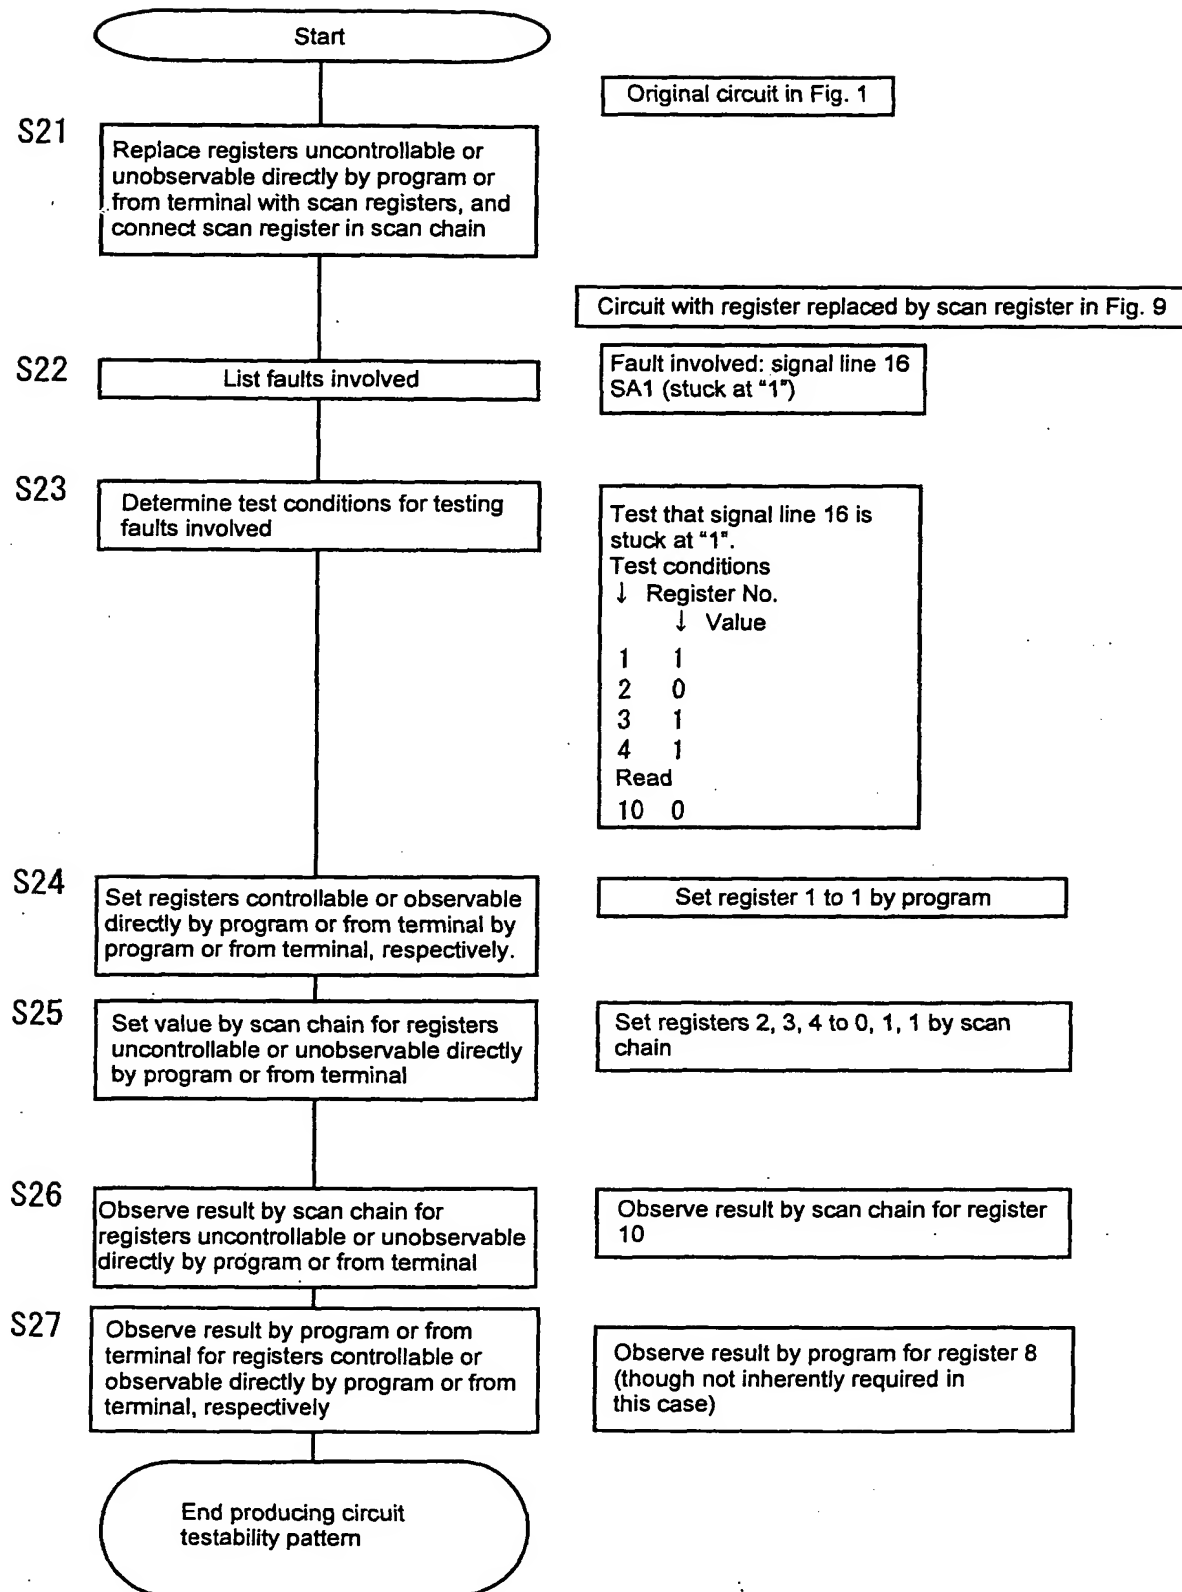 Start
Original circuit in Fig. 1
S21
Replace registers uncontrollable or
unobservable directly by program or
from terminal with scan registers, and
connect scan register in scan chain
Circuit with register replaced by scan register in Fig. 9
S22
List faults involved
Fault involved: signal line 16
SA1 (stuck at "1")
S23
Determine test conditions for testing
faults involved
Test that signal line 16 is
stuck at "1".
Test conditions
↓ Register No.
↓ Value
1 1
2 0
3 1
4 1
Read
10 0
S24
Set registers controllable or observable
directly by program or from terminal by
program or from terminal, respectively.
Set register 1 to 1 by program
S25
Set value by scan chain for registers
uncontrollable or unobservable directly
by program or from terminal
Set registers 2, 3, 4 to 0, 1, 1 by scan
chain
S26
Observe result by scan chain for
registers uncontrollable or unobservable
directly by program or from terminal
Observe result by scan chain for register
10
S27
Observe result by program or from
terminal for registers controllable or
observable directly by program or from
terminal, respectively
Observe result by program for register 8
(though not inherently required in
this case)
End producing circuit
testability pattern